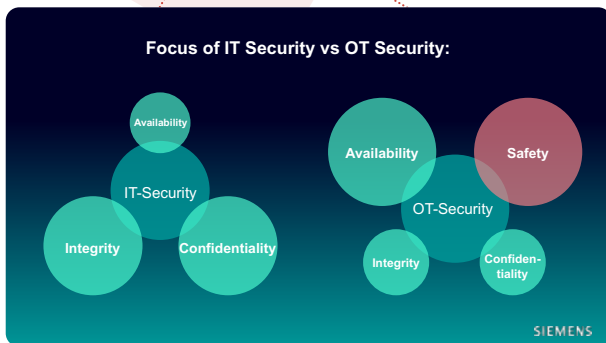 Focus of IT Security vs OT Security:
Availability
IT-Security
Integrity
Confidentiality
Availability
Safety
OT-Security
Integrity
Confiden-
tiality
SIEMENS